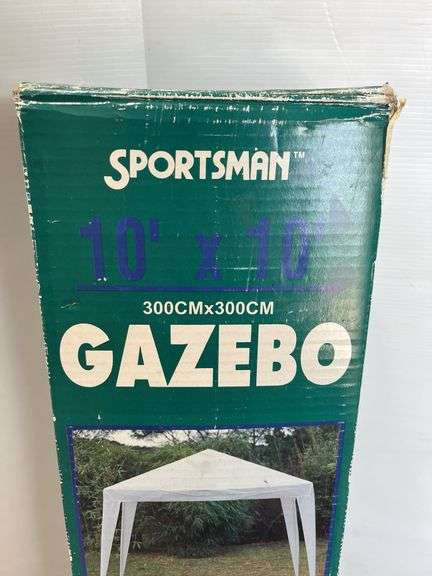 SPORTSMAN™
10' x 10'
300CMx300CM
GAZEBO